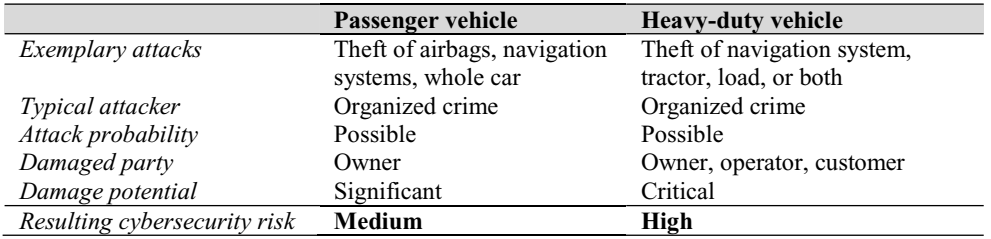 Passenger vehicle Heavy-duty vehicle
Exemplary attacks Theft of airbags, navigation Theft of navigation system,
systems, whole car tractor, load, or both
Typical attacker Organized crime Organized crime
Attack probability Possible Possible
Damaged party Owner Owner, operator, customer
Damage potential Significant Critical
Resulting cybersecurity risk Medium High